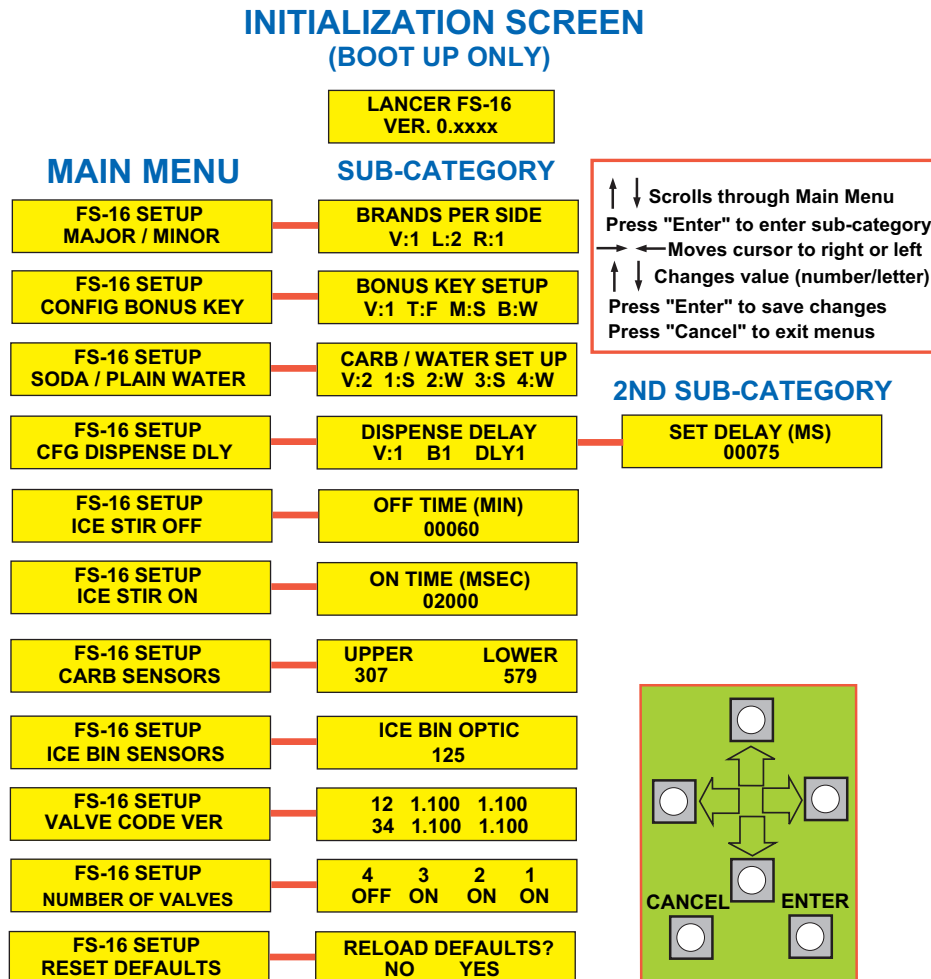 INITIALIZATION SCREEN
(BOOT UP ONLY)
LANCER FS-16
VER. 0.xxxx
MAIN MENU
SUB-CATEGORY
Scrolls through Main Menu
Press "Enter" to enter sub-category
Moves cursor to right or left
Changes value (number/letter)
Press "Enter" to save changes
Press "Cancel" to exit menus
FS-16 SETUP
MAJOR / MINOR
BRANDS PER SIDE
V:1 L:2 R:1
FS-16 SETUP
CONFIG BONUS KEY
BONUS KEY SETUP
V:1 T:F M:S B:W
FS-16 SETUP
SODA / PLAIN WATER
CARB / WATER SET UP
V:2 1:S 2:W 3:S 4:W
2ND SUB-CATEGORY
FS-16 SETUP
CFG DISPENSE DLY
DISPENSE DELAY
V:1 B1 DLY1
SET DELAY (MS)
00075
FS-16 SETUP
ICE STIR OFF
OFF TIME (MIN)
00060
FS-16 SETUP
ICE STIR ON
ON TIME (MSEC)
02000
FS-16 SETUP
CARB SENSORS
UPPER LOWER
307 579
FS-16 SETUP
ICE BIN SENSORS
ICE BIN OPTIC
125
FS-16 SETUP
VALVE CODE VER
12 1.100 1.100
34 1.100 1.100
FS-16 SETUP
NUMBER OF VALVES
4 3 2 1
OFF ON ON ON
FS-16 SETUP
RESET DEFAULTS
RELOAD DEFAULTS?
NO YES
CANCEL ENTER